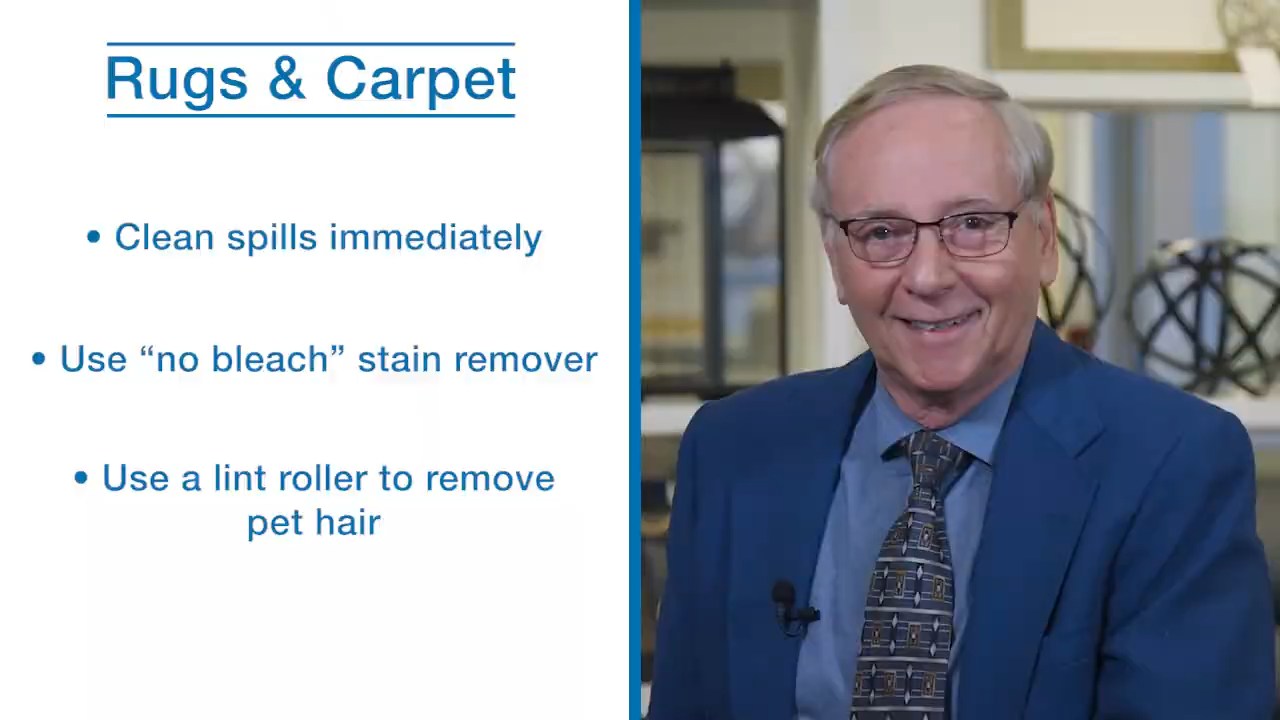 Rugs & Carpet
• Clean spills immediately
• Use “no bleach” stain remover
• Use a lint roller to remove
pet hair